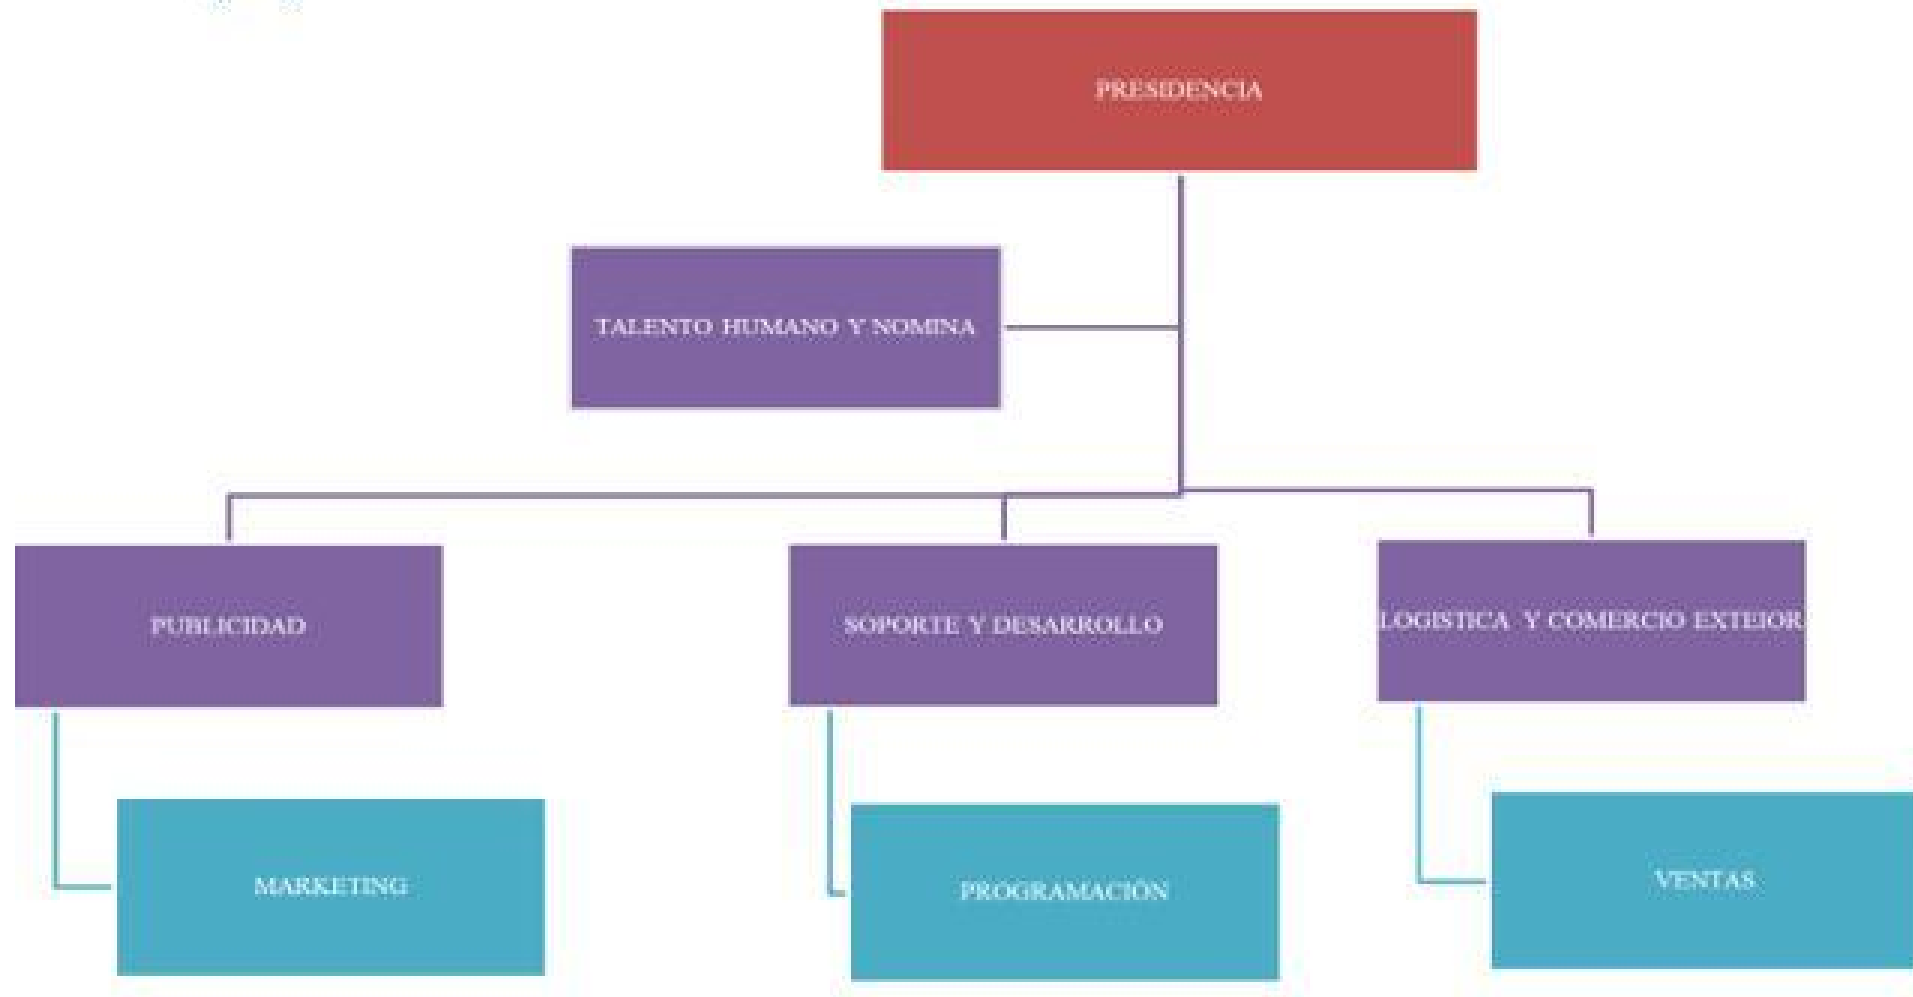 PRESIDENCIA
TALENTO HUMANO Y NOMINA
PUBLICIDAD
SOPORTE Y DESARROLLO
LOGISTICA Y COMERCIO EXTEIOR
MARKETING
PROGRAMACIÓN
VENTAS